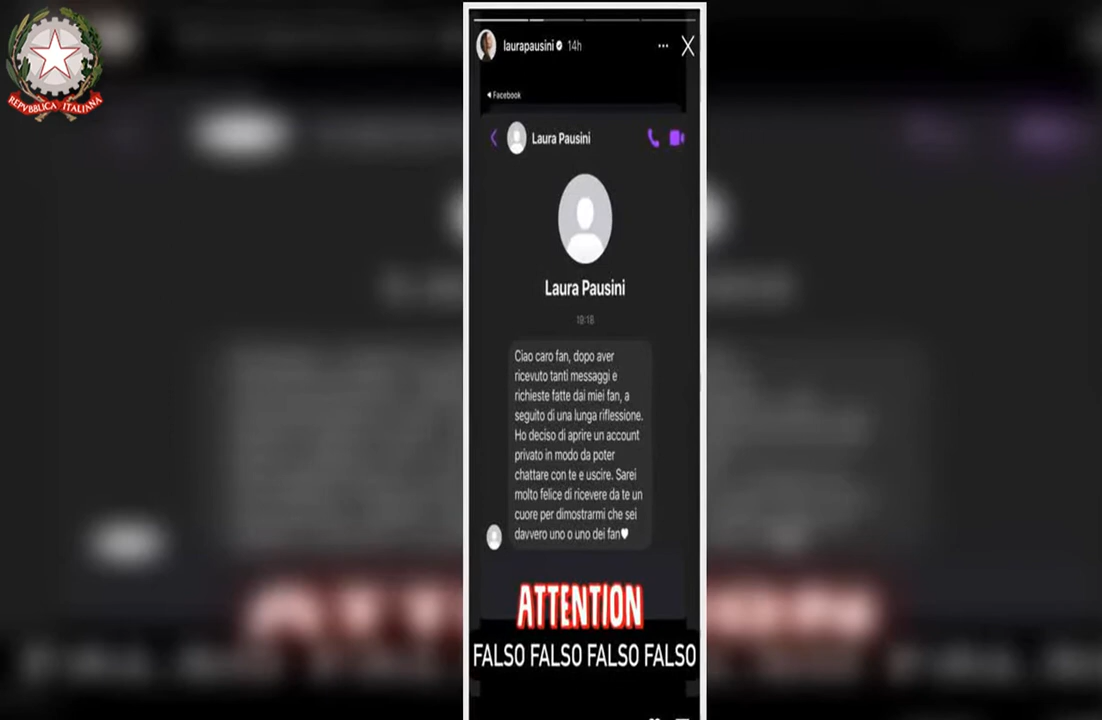 REPVBBLICA ITALIANA
laurapausini 14h
Facebook
Laura Pausini
Laura Pausini
19:18
Ciao caro fan, dopo aver
ricevuto tanti messaggi e
richieste fatte dai miei fan, a
seguito di una lunga riflessione.
Ho deciso di aprire un account
privato in modo da poter
chattare con te e uscire. Sarei
molto felice di ricevere da te un
cuore per dimostrarmi che sei
davvero uno o uno dei fan♥
ATTENTION
FALSO FALSO FALSO FALSO